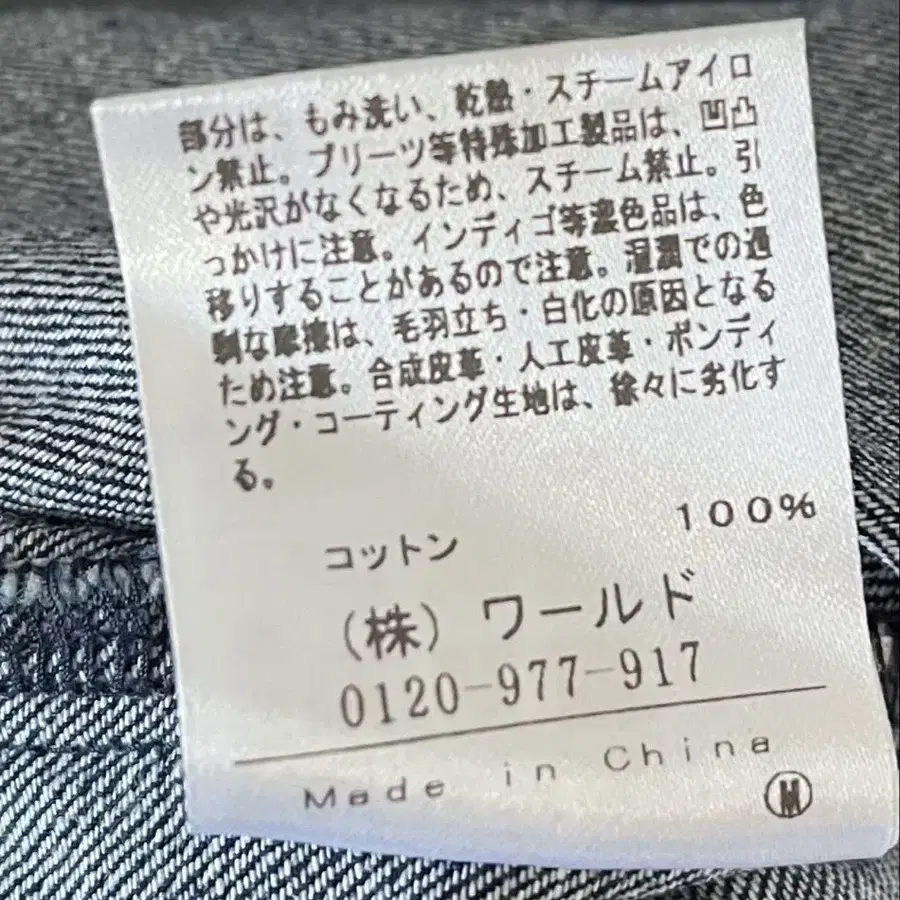 部分は、もみ洗い、乾熱・スチームアイロ
ン禁止。プリーツ等特殊加工製品は、凹凸
や光沢がなくなるため、スチーム禁止。引
っかけに注意。インディゴ等濃色品は、色
移りすることがあるので注意。湿潤での過
剰な摩擦は、毛羽立ち・白化の原因となる
ため注意。合成皮革・人工皮革・ボンディ
ング・コーティング生地は、徐々に劣化す
る。
コットン 100%
(株)ワールド
0120-977-917
Made in China
M